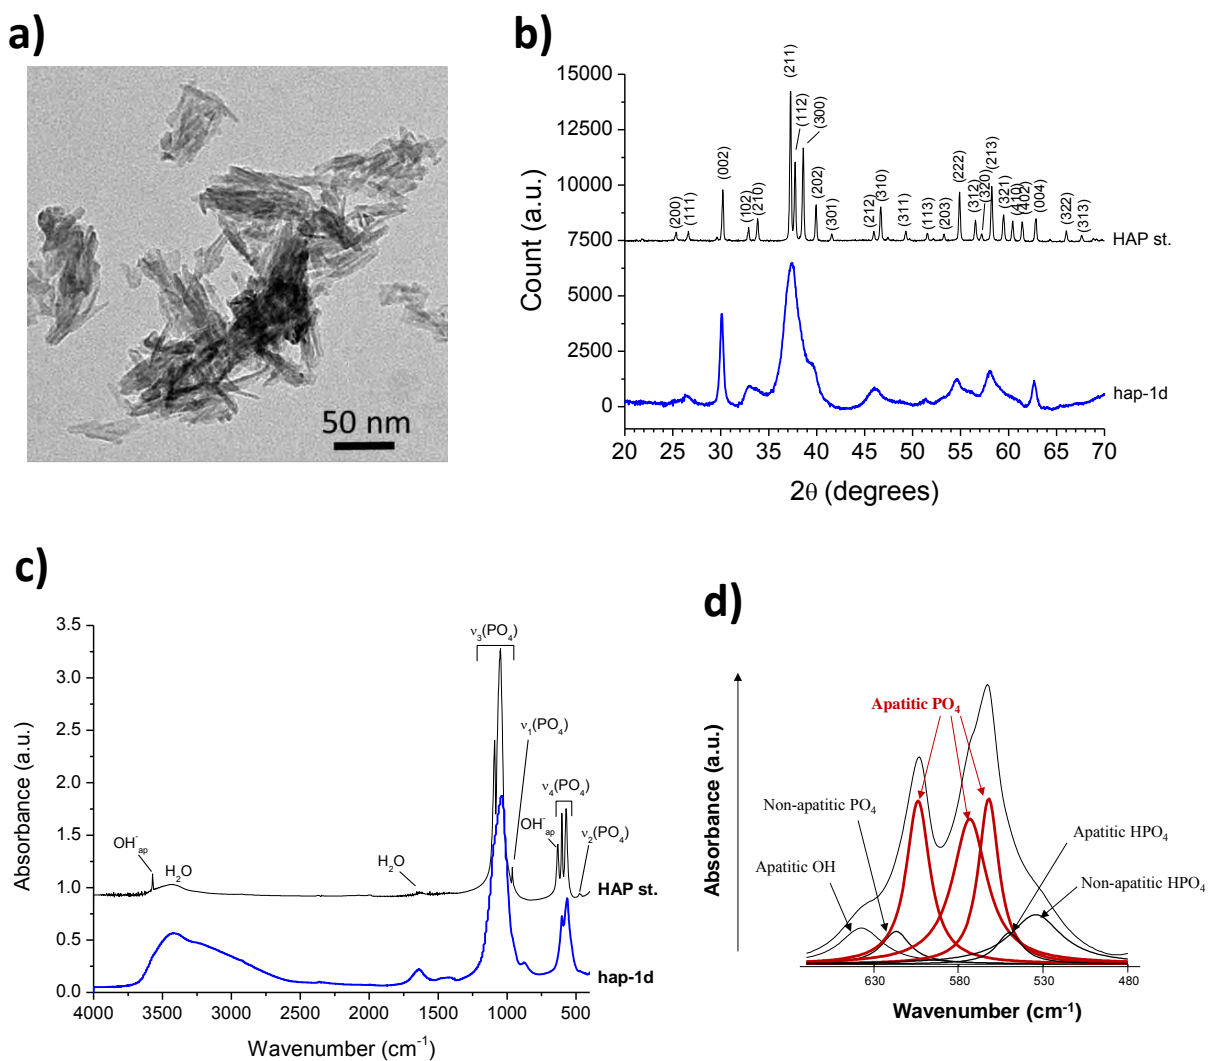 a)
50 nm
b)
Count (a.u.)
15000
12500
10000
7500
5000
2500
0
(200)
(111)
(002)
(102)
(210)
(211)
(112)
(300)
(202)
(301)
(212)
(310)
(311)
(113)
(203)
(222)
(312)
(320)
(213)
(321)
(410)
(402)
(004)
(322)
(313)
HAP st.
hap-1d
20 25 30 35 40 45 50 55 60 65 70
2θ (degrees)
c)
Absorbance (a.u.)
3.5
3.0
2.5
2.0
1.5
1.0
0.5
0.0
ν3(PO4)
ν1(PO4)
ν4(PO4)
OH-ap
ν2(PO4)
OH-ap
H2O
H2O
HAP st.
hap-1d
4000 3500 3000 2500 2000 1500 1000 500
Wavenumber (cm-1)
d)
Absorbance (a.u.)
Apatitic PO4
Non-apatitic PO4
Apatitic OH
Apatitic HPO4
Non-apatitic HPO4
630 580 530 480
Wavenumber (cm-1)